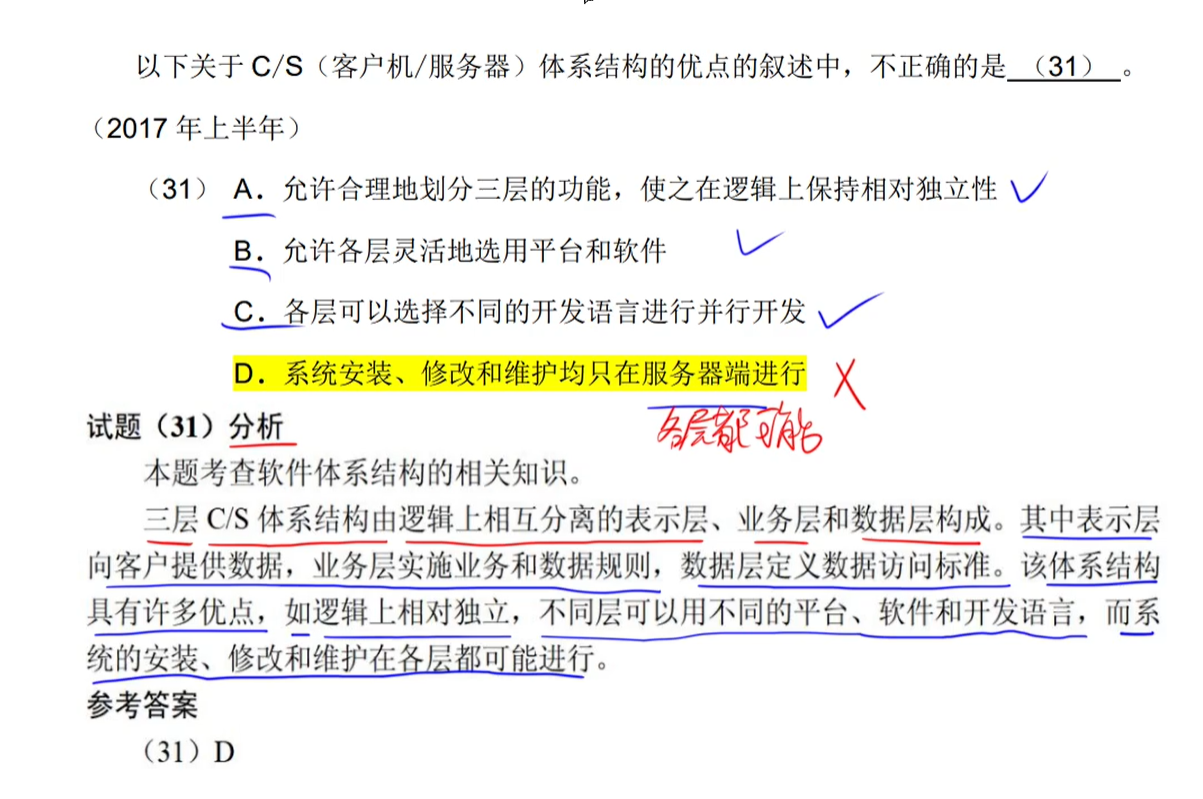 以下关于 C/S（客户机/服务器）体系结构的优点的叙述中，不正确的是 （31） 。
（2017 年上半年）
（31） A．允许合理地划分三层的功能，使之在逻辑上保持相对独立性
B．允许各层灵活地选用平台和软件
C．各层可以选择不同的开发语言进行并行开发
D．系统安装、修改和维护均只在服务器端进行
各层都可能
试题（31）分析
本题考查软件体系结构的相关知识。
三层 C/S 体系结构由逻辑上相互分离的表示层、业务层和数据层构成。其中表示层
向客户提供数据，业务层实施业务和数据规则，数据层定义数据访问标准。该体系结构
具有许多优点，如逻辑上相对独立，不同层可以用不同的平台、软件和开发语言，而系
统的安装、修改和维护在各层都可能进行。
参考答案
（31）D